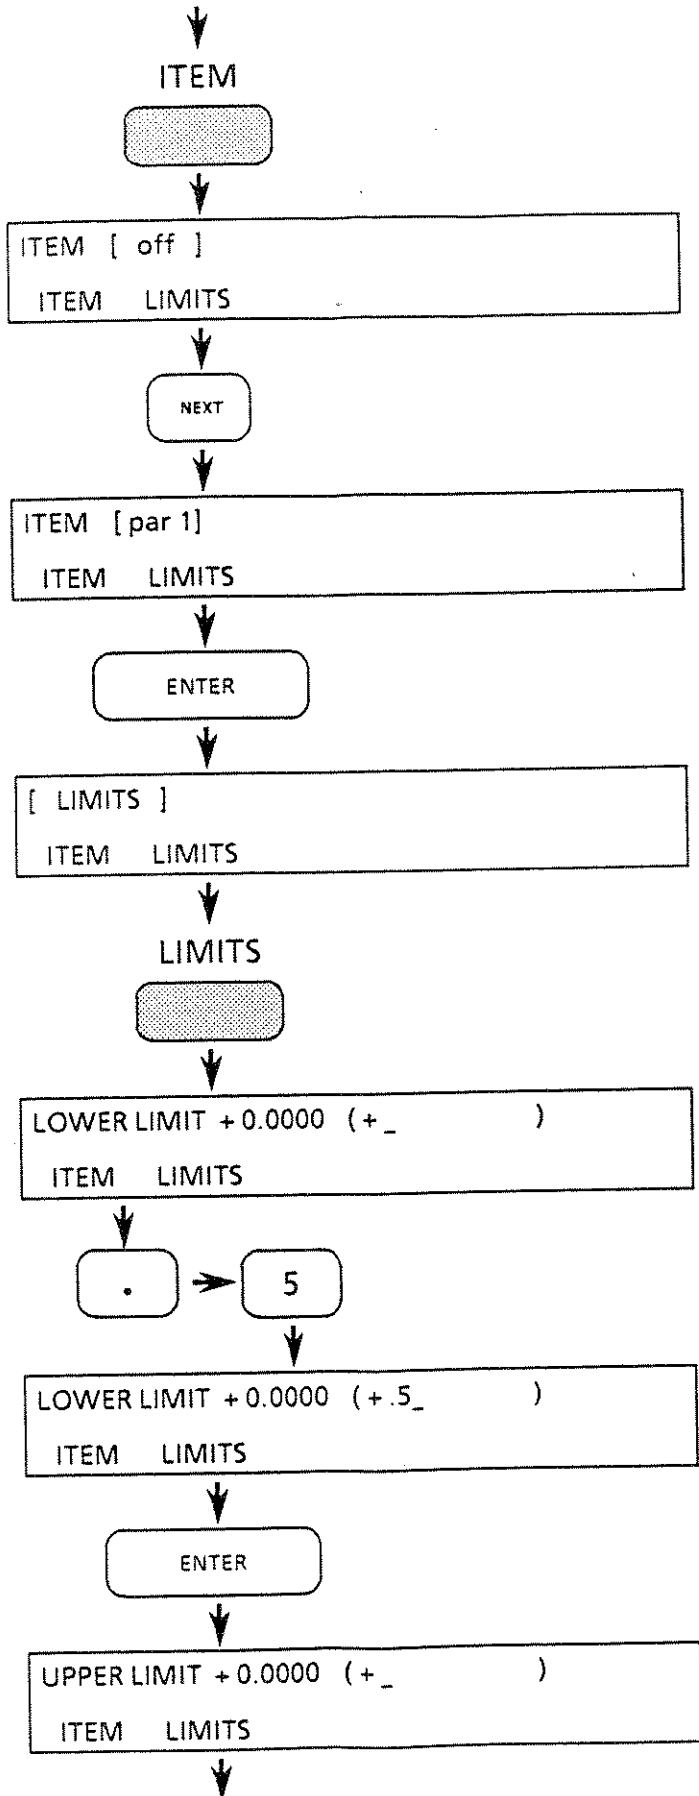 ITEM
ITEM [ off ]
ITEM LIMITS
NEXT
ITEM [par 1]
ITEM LIMITS
ENTER
[ LIMITS ]
ITEM LIMITS
LIMITS
LOWER LIMIT +0.0000 (+_ )
ITEM LIMITS
. 5
LOWER LIMIT +0.0000 (+.5_ )
ITEM LIMITS
ENTER
UPPER LIMIT +0.0000 (+_ )
ITEM LIMITS